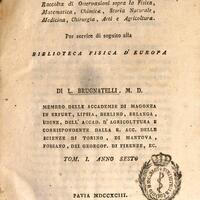 Raccolta di Osservazioni sopra la Fisica,
Matematica, Chimica, Storia Naturale,
Medicina, Chirurgia, Arti e Agricoltura.
Per servire di seguito alla
BIBLIOTECA FISICA D' EUROPA
DI L. BRUGNATELLI, M. D.
MEMBRO DELLE ACCADEMIE DI MAGONZA
IN ERFURT, LIPSIA, BERLINO, ERLANGA,
UDINE, DELL' ACCAD. D' AGRICOLTURA E
CORRISPONDENTE DALLA R. ACC. DELLE
SCIENZE DI TORINO, DI MANTOVA,
FOSSANO, DEI GEORGOF. DI FIRENZE, EC.
TOM. I. ANNO SESTO
PAVIA MDCCXCIII.